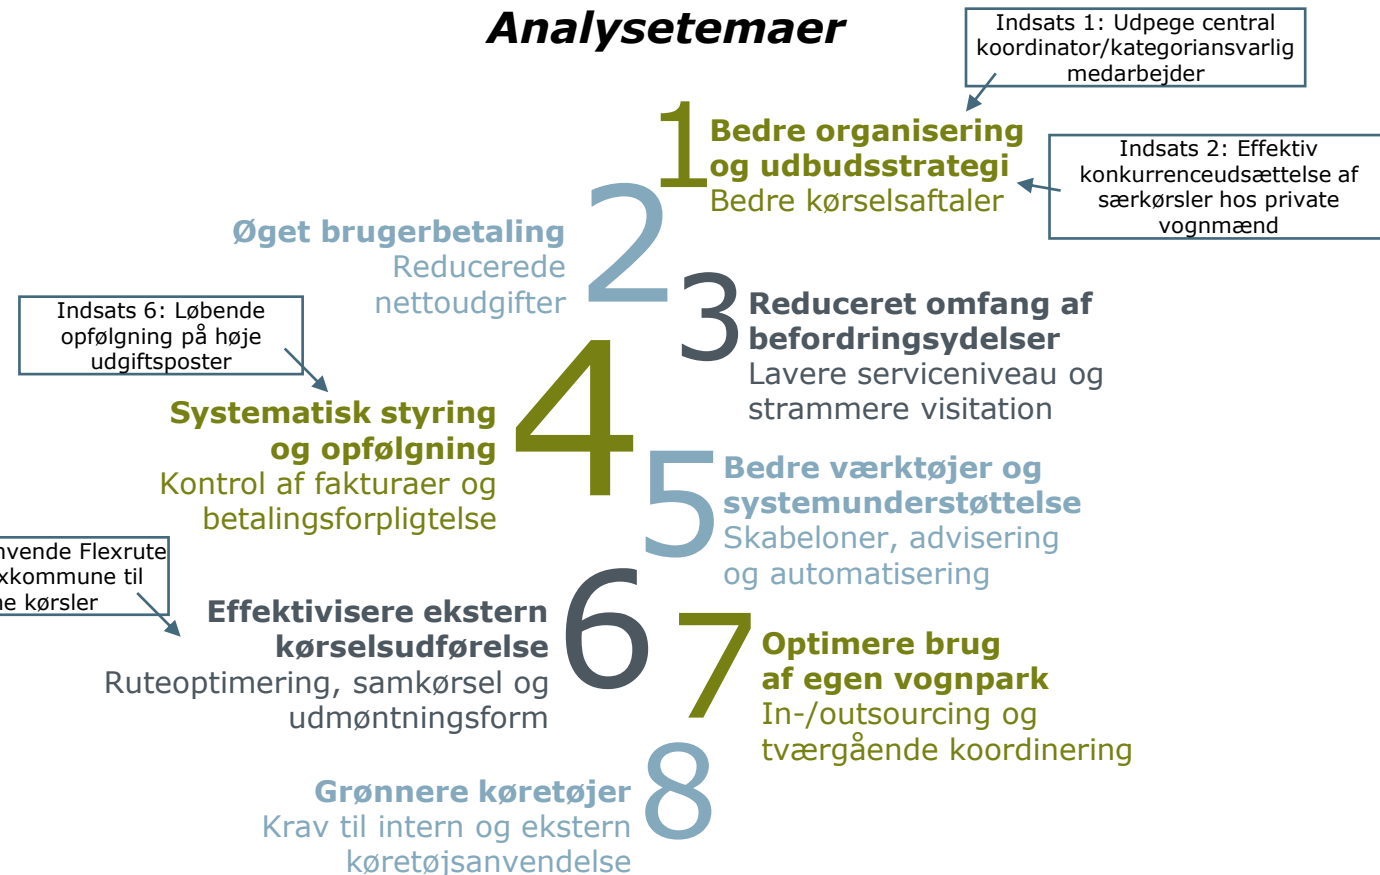 Analysetemaer
Indsats 1: Udpege central
koordinator/kategoriansvarlig
medarbejder
1
Bedre organisering
og udbudsstrategi
Bedre kørselsaftaler
Indsats 2: Effektiv
konkurrenceudsættelse af
særkørsler hos private
vognmænd
2
Øget brugerbetaling
Reducerede
nettoudgifter
3
Reduceret omfang af
befordringsydelser
Lavere serviceniveau og
strammere visitation
Indsats 6: Løbende
opfølgning på høje
udgiftsposter
4
Systematisk styring
og opfølgning
Kontrol af fakturaer og
betalingsforpligtelse
5
Bedre værktøjer og
systemunderstøttelse
Skabeloner, advisering
og automatisering
Flexrute
til
kørsler
6
Effektivisere ekstern
kørselsudførelse
Ruteoptimering, samkørsel og
udmøntningsform
7
Optimere brug
af egen vognpark
In-/outsourcing og
tværgående koordinering
8
Grønnere køretøjer
Krav til intern og ekstern
køretøjsanvendelse